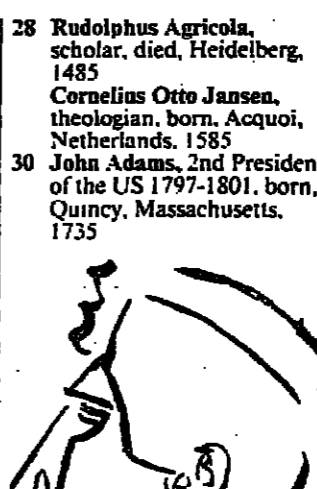 28 Rudolphus Agricola,
scholar, died, Heidelberg,
1485
Cornelius Otto Jansen,
theologian, born, Acquoi,
Netherlands. 1585
30 John Adams, 2nd Presiden
of the US 1797-1801. born,
Quincy, Massachusetts.
1735